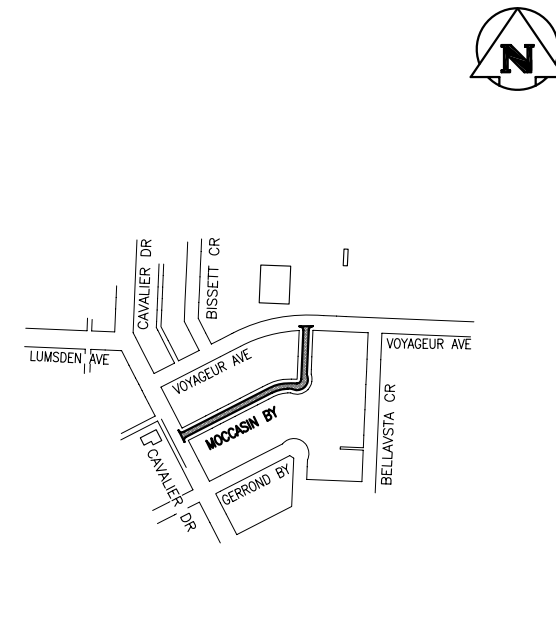 N
CAVALIER DR
BISSETT CR
LUMSDEN AVE
VOYAGEUR AVE
VOYAGEUR AVE
MOCCASIN BY
BELLAVSTA CR
CAVALIER DR
GERROND BY